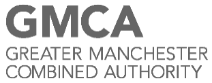 GMCA
GREATER MANCHESTER
COMBINED AUTHORITY